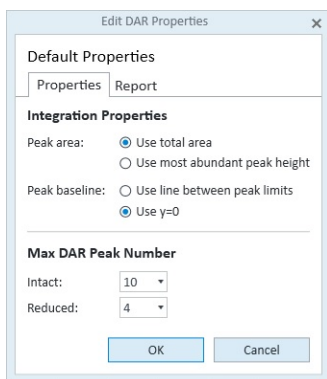 Edit DAR Properties
Default Properties
Properties Report
Integration Properties
Peak area: Use total area
Use most abundant peak height
Peak baseline: Use line between peak limits
Use y=0
Max DAR Peak Number
Intact: 10
Reduced: 4
OK Cancel